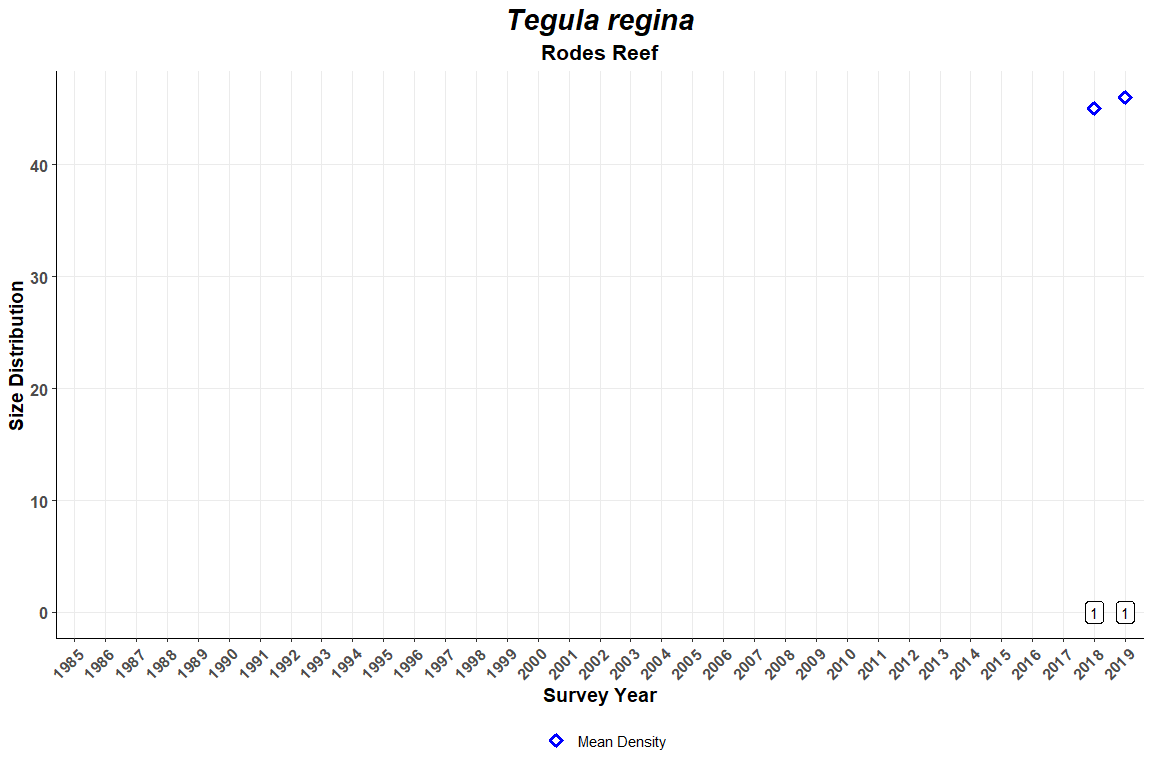 Tegula regina
Rodes Reef
Size Distribution
40
30
20
10
0
1 1
1985 1986 1987 1988 1989 1990 1991 1992 1993 1994 1995 1996 1997 1998 1999 2000 2001 2002 2003 2004 2005 2006 2007 2008 2009 2010 2011 2012 2013 2014 2015 2016 2017 2018 2019
Survey Year
Mean Density